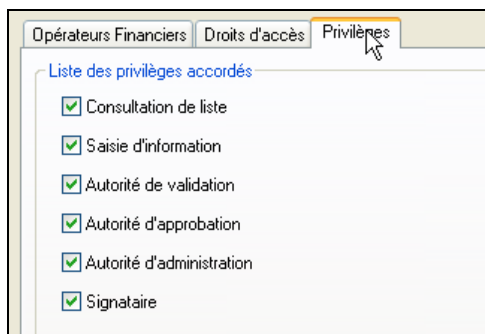 Opérateurs Financiers Droits d'accès Privilèges
Liste des privilèges accordés
Consultation de liste
Saisie d'information
Autorité de validation
Autorité d'approbation
Autorité d'administration
Signataire